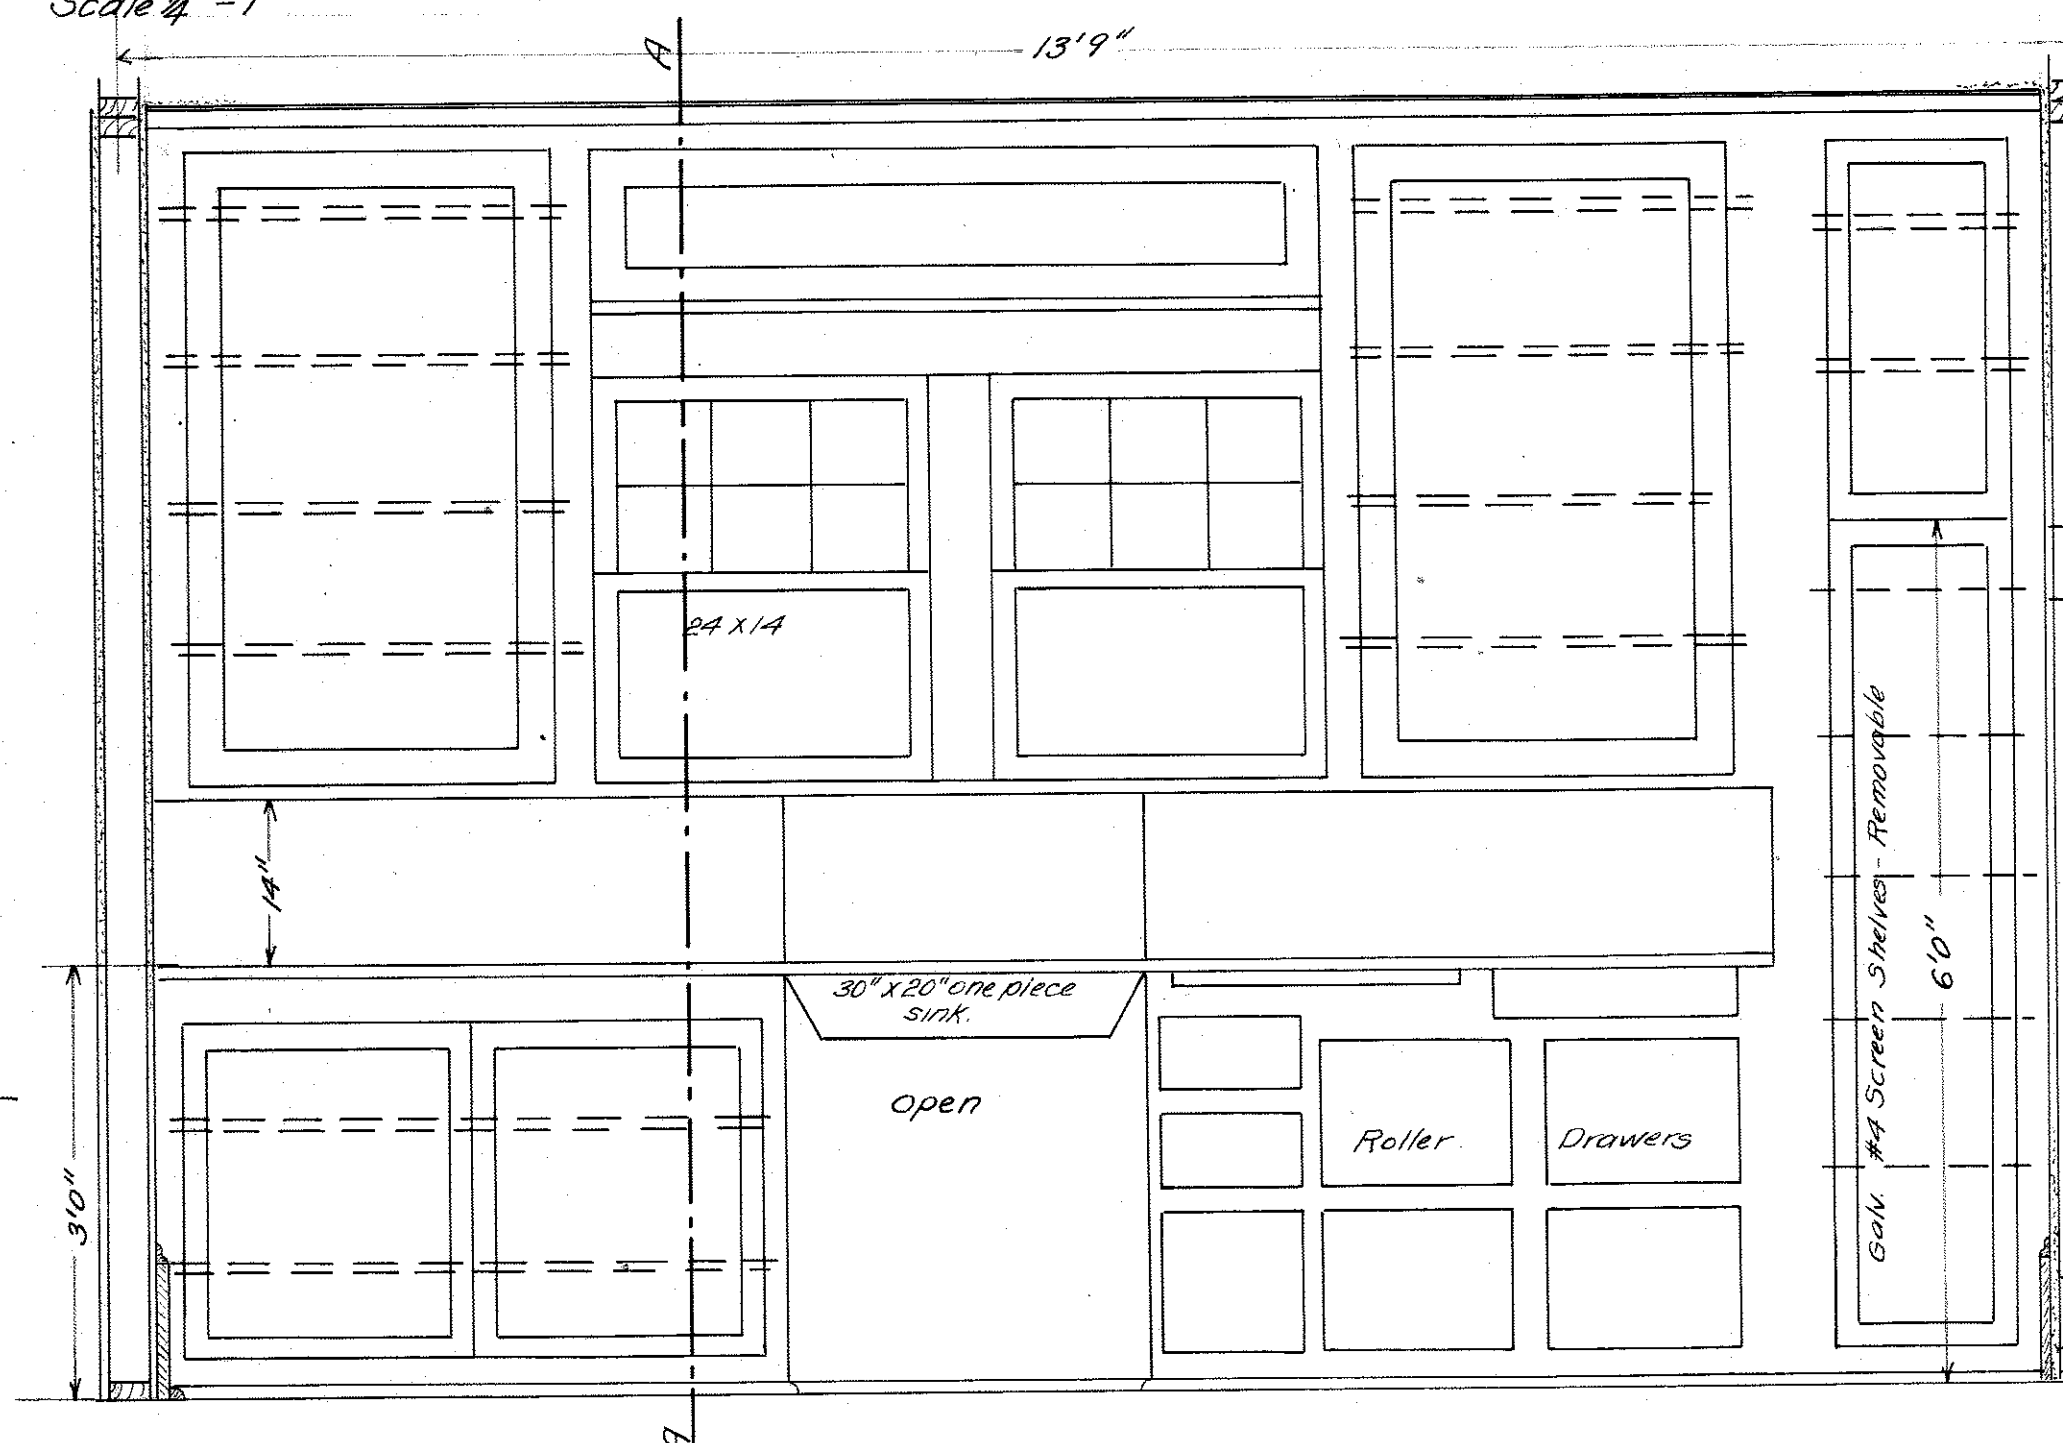 Scale 1/4" = 1'
A
13'9"
24 X 14
14"
30" x 20" one piece
sink.
open
Roller
Drawers
Galv. #4 Screen Shelves - Removable
6'0"
3'0"